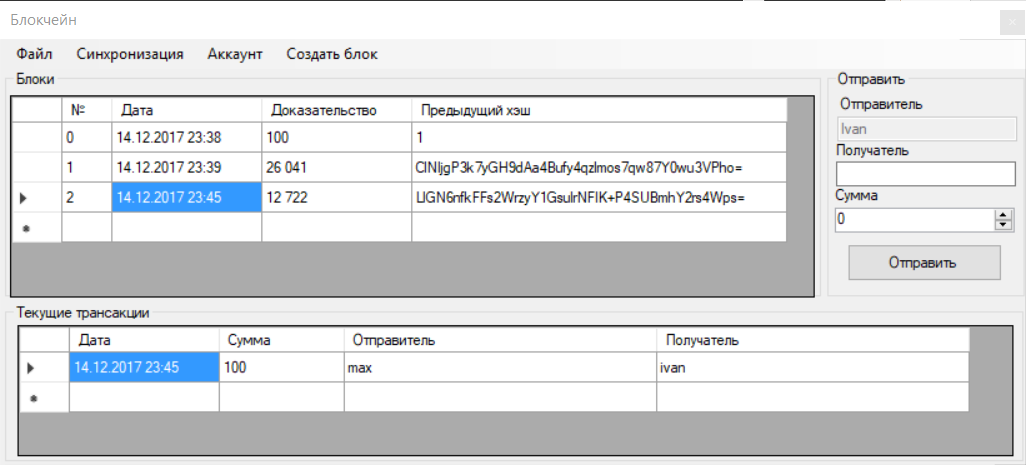 Блокчейн
Файл Синхронизация Аккаунт Создать блок
Блоки
№ Дата Доказательство Предыдущий хэш
0 14.12.2017 23:38 100 1
1 14.12.2017 23:39 26 041 CINljgP3k7yGH9dAa4Bufy4qzlmos7qw87Y0wu3VPho=
2 14.12.2017 23:45 12 722 LlGN6nfkFFs2WrzyY1GsulrNFIK+P4SUBmhY2rs4Wps=
Отправить
Отправитель
Ivan
Получатель
Сумма
0
Отправить
Текущие трансакции
Дата Сумма Отправитель Получатель
14.12.2017 23:45 100 max ivan